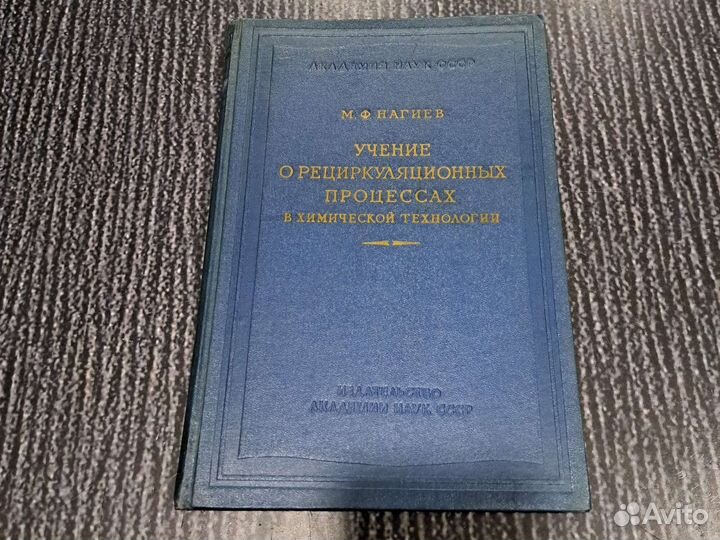 АКАДЕМИЯ НАУК СССР
М. Ф. НАГИЕВ
УЧЕНИЕ
О РЕЦИРКУЛЯЦИОННЫХ
ПРОЦЕССАХ
В ХИМИЧЕСКОЙ ТЕХНОЛОГИИ
ИЗДАТЕЛЬСТВО
АКАДЕМИИ НАУК СССР
Avito